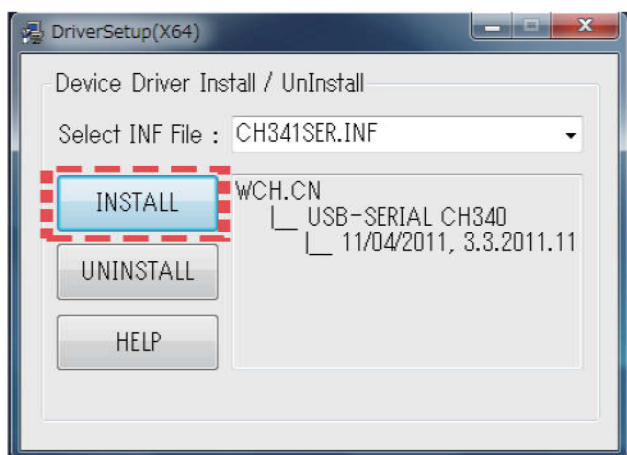 DriverSetup(X64)
Device Driver Install / UnInstall
Select INF File : CH341SER.INF
INSTALL
WCH.CN
|__ USB-SERIAL CH340
|__ 11/04/2011, 3.3.2011.11
UNINSTALL
HELP